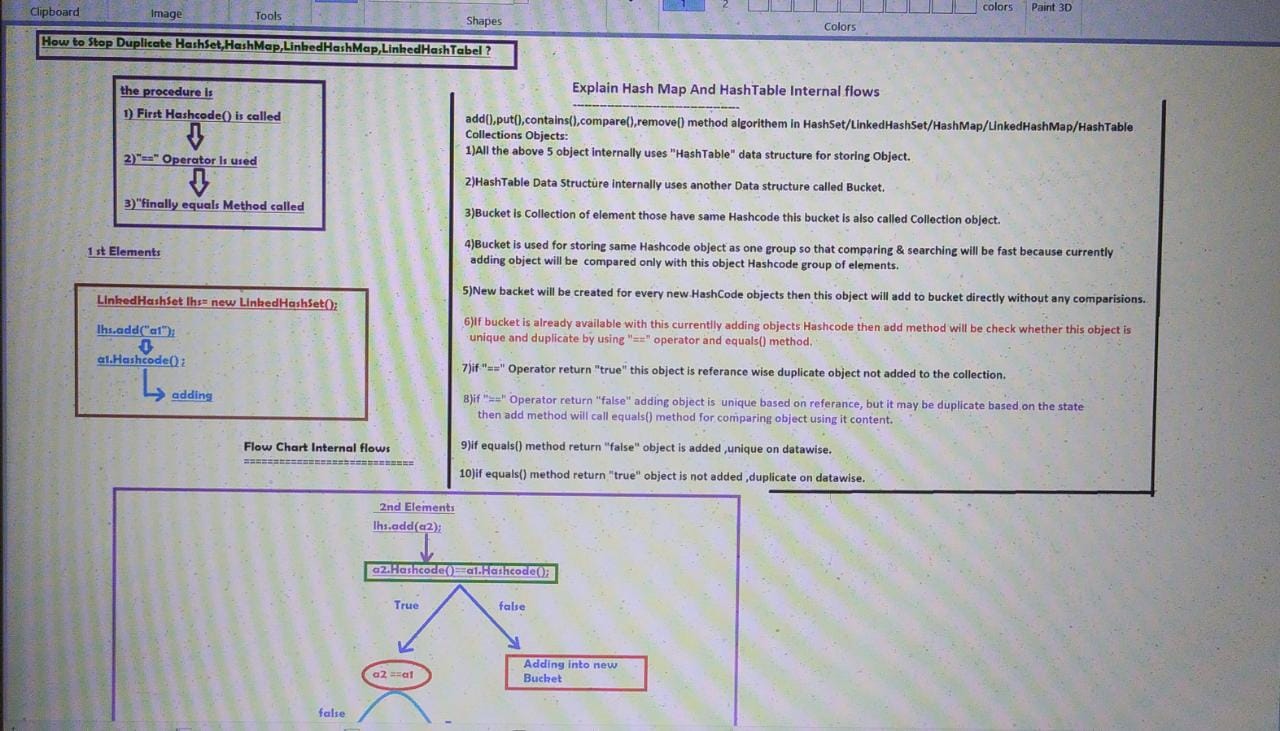 Clipboard
Image
Tools
Shapes
1
2
colors
Paint 3D
Colors
How to Stop Duplicate HashSet,HashMap,LinkedHashMap,LinkedHashTabel ?
the procedure is
1) First Hashcode() is called
2)"==" Operator is used
3)"finally equals Method called
1 st Elements
LinkedHashSet lhs= new LinkedHashSet();
lhs.add("a1");
a1.Hashcode() ;
adding
Flow Chart Internal flows
============================
Explain Hash Map And HashTable Internal flows
------------------------------------
add(),put(),contains(),compare(),remove() method algorithem in HashSet/LinkedHashSet/HashMap/LinkedHashMap/HashTable
Collections Objects:
1)All the above 5 object internally uses "HashTable" data structure for storing Object.
2)HashTable Data Structure internally uses another Data structure called Bucket.
3)Bucket is Collection of element those have same Hashcode this bucket is also called Collection object.
4)Bucket is used for storing same Hashcode object as one group so that comparing & searching will be fast because currently
adding object will be compared only with this object Hashcode group of elements.
5)New backet will be created for every new HashCode objects then this object will add to bucket directly without any comparisions.
6)If bucket is already available with this currentlly adding objects Hashcode then add method will be check whether this object is
unique and duplicate by using "==" operator and equals() method.
7)if "==" Operator return "true" this object is referance wise duplicate object not added to the collection.
8)if "==" Operator return "false" adding object is unique based on referance, but it may be duplicate based on the state
then add method will call equals() method for comparing object using it content.
9)if equals() method return "false" object is added ,unique on datawise.
10)if equals() method return "true" object is not added ,duplicate on datawise.
2nd Elements
lhs.add(a2);
a2.Hashcode()==a1.Hashcode();
True
false
a2 ==a1
Adding into new
Bucket
false